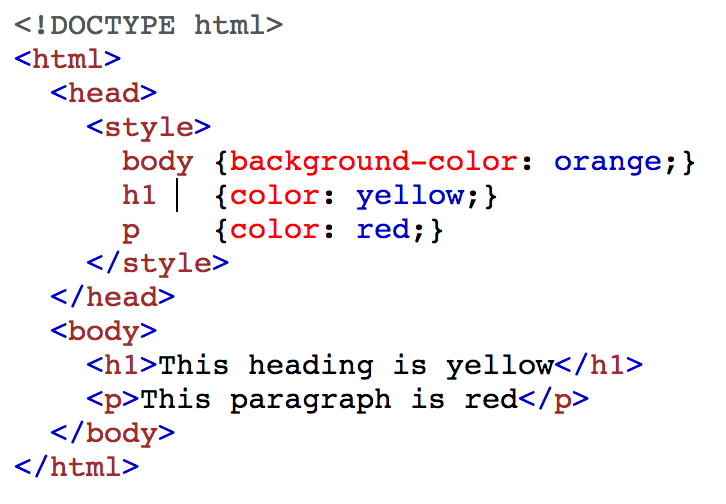 <!DOCTYPE html>
<html>
  <head>
    <style>
      body {background-color: orange;}
      h1   {color: yellow;}
      p    {color: red;}
    </style>
  </head>
  <body>
    <h1>This heading is yellow</h1>
    <p>This paragraph is red</p>
  </body>
</html>